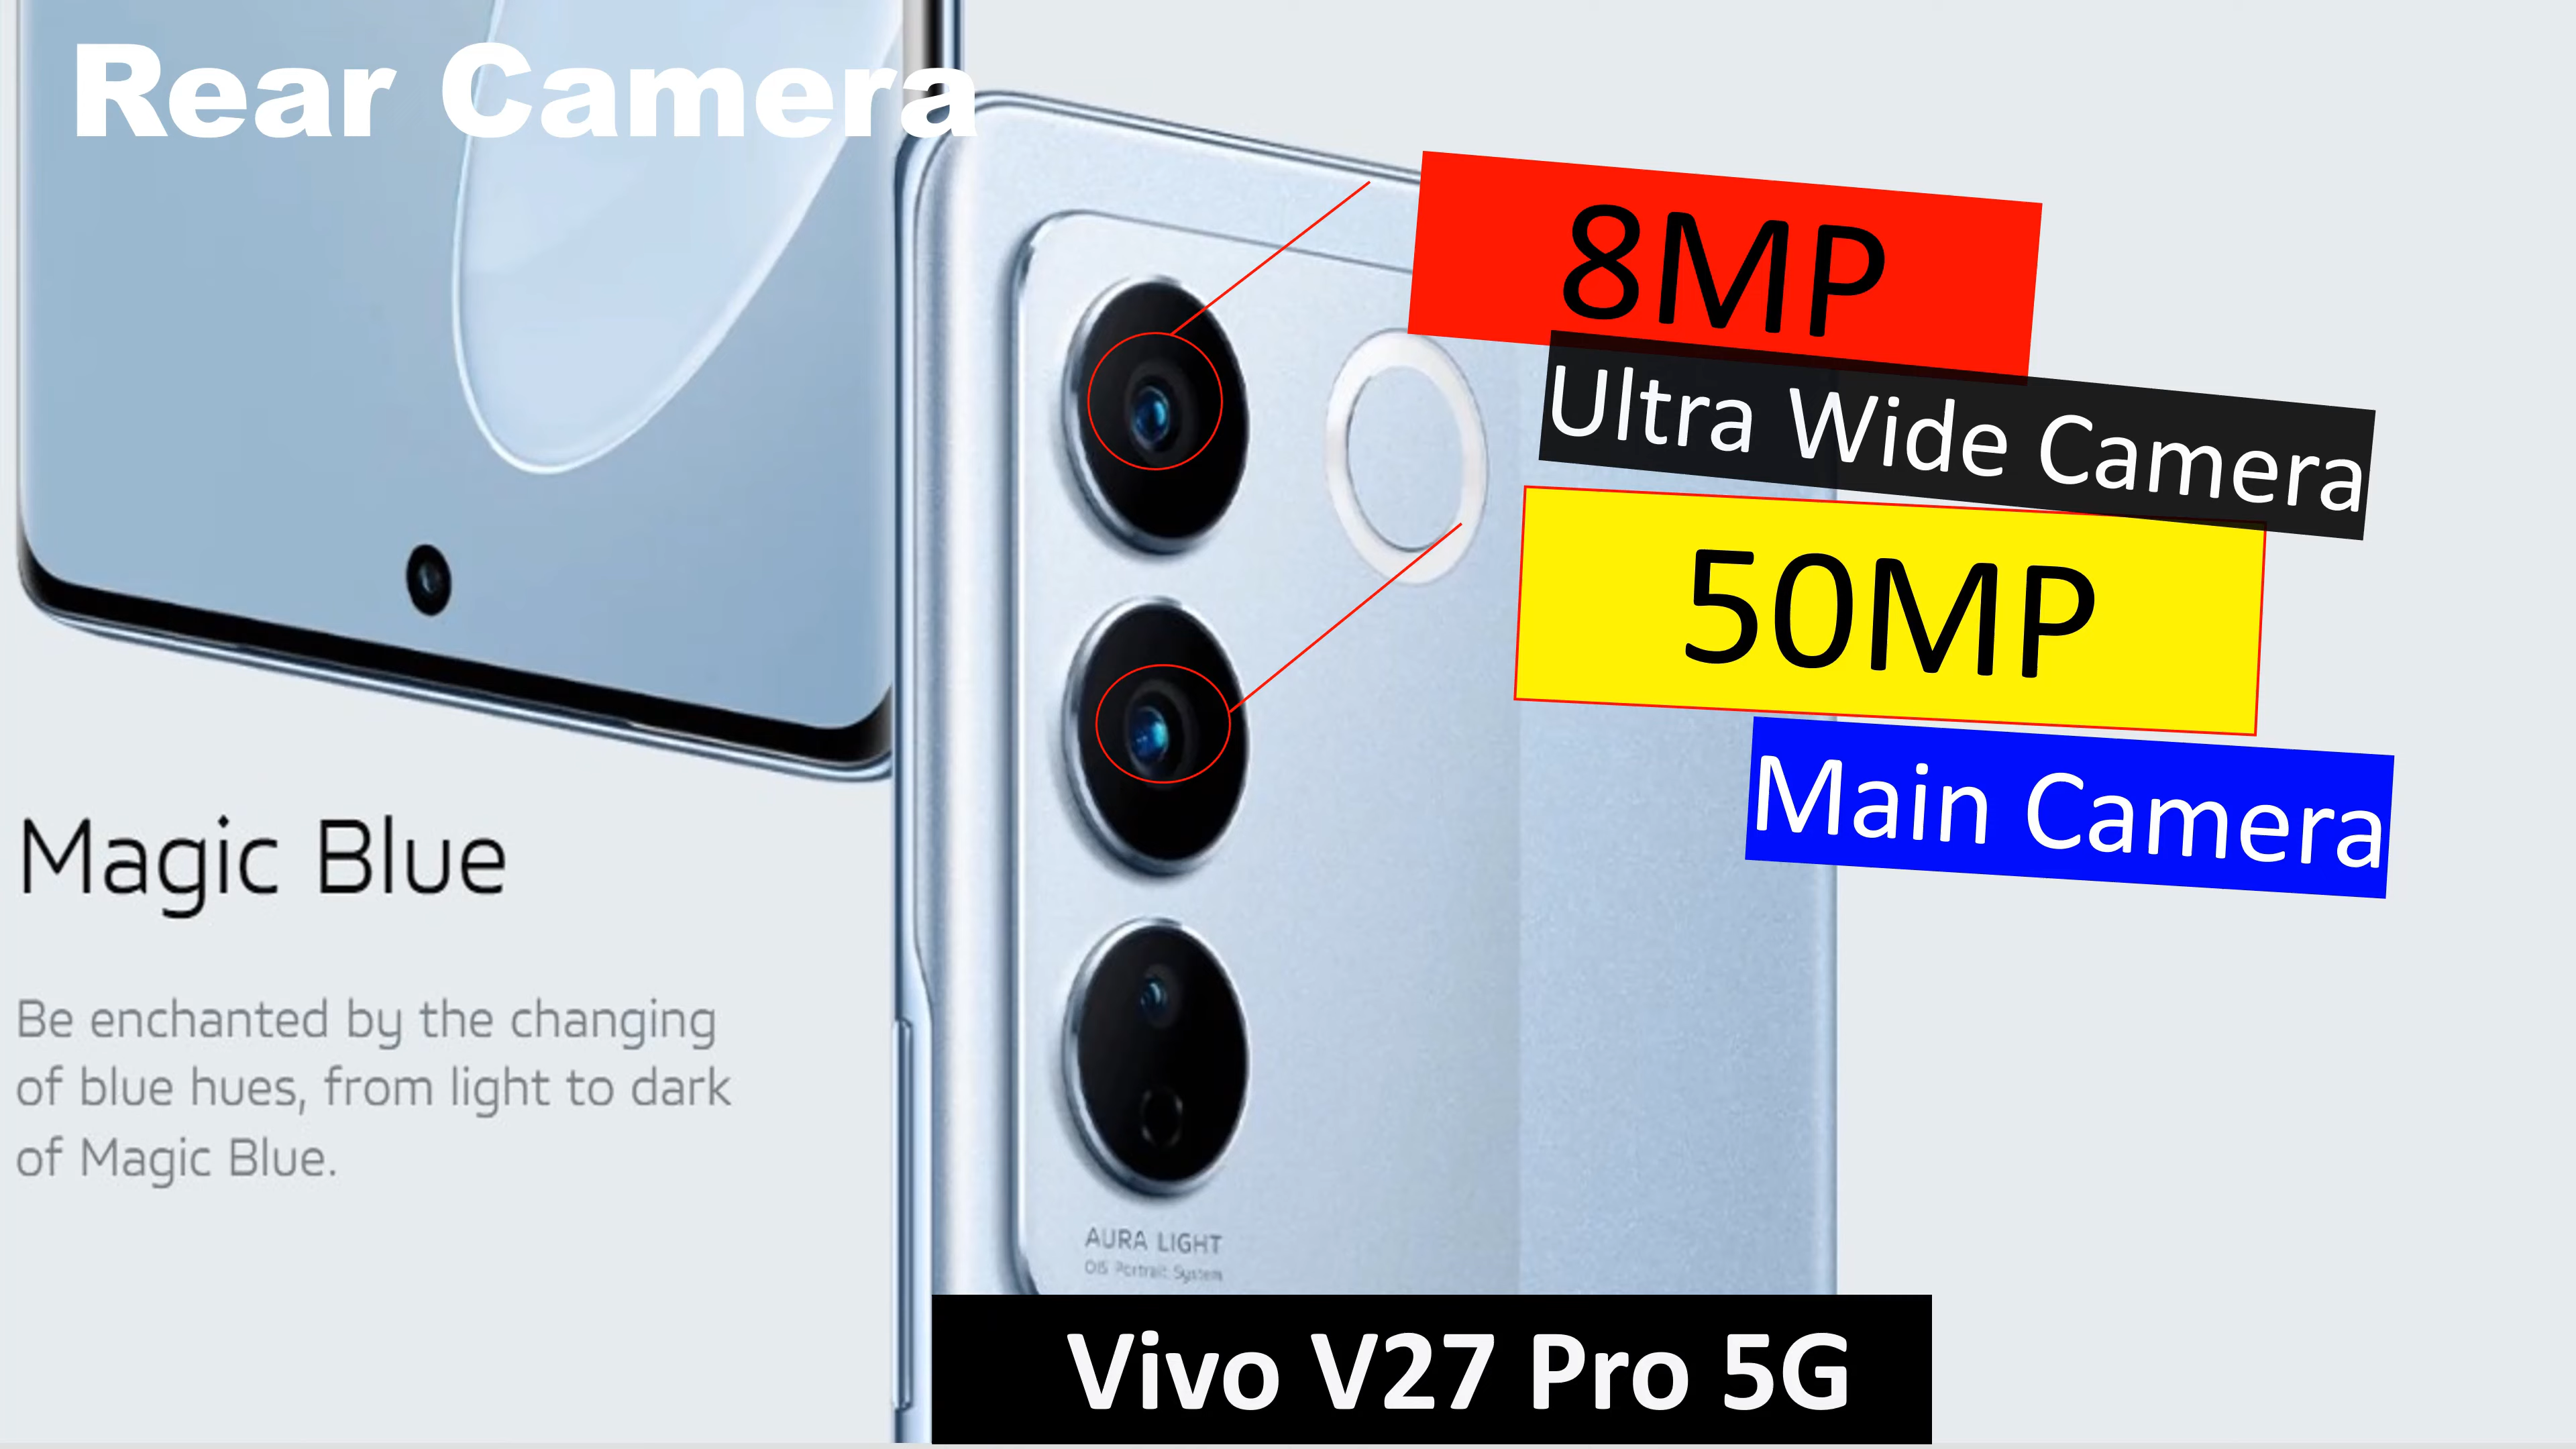 Rear Camera
8MP
Ultra Wide Camera
50MP
Main Camera
Magic Blue
Be enchanted by the changing
of blue hues, from light to dark
of Magic Blue.
AURA LIGHT
OIS Portrait System
Vivo V27 Pro 5G